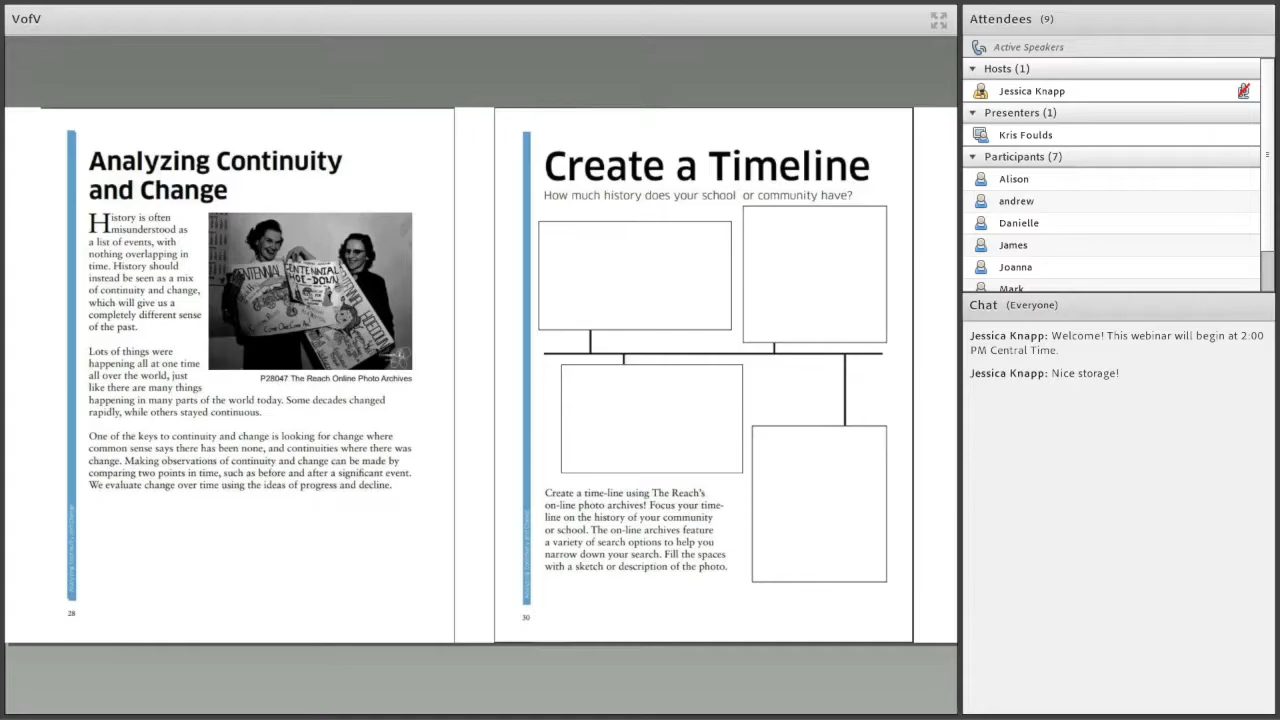 VofV
Analyzing Continuity
and Change
History is often
misunderstood as
a list of events, with
nothing overlapping in
time. History should
instead be seen as a mix
of continuity and change,
which will give us a
completely different sense
of the past.
Lots of things were
happening all at one time
all over the world, just
like there are many things
happening in many parts of the world today. Some decades changed
rapidly, while others stayed continuous.
One of the keys to continuity and change is looking for change where
common sense says there has been none, and continuities where there was
change. Making observations of continuity and change can be made by
comparing two points in time, such as before and after a significant event.
We evaluate change over time using the ideas of progress and decline.
CENTENNIAL
HOE-DOWN
P28047 The Reach Online Photo Archives
28
Create a Timeline
How much history does your school or community have?
Create a time-line using The Reach's
on-line photo archives! Focus your time-
line on the history of your community
or school. The on-line archives feature
a variety of search options to help you
narrow down your search. Fill the spaces
with a sketch or description of the photo.
30
Attendees (9)
Active Speakers
Hosts (1)
Jessica Knapp
Presenters (1)
Kris Foulds
Participants (7)
Alison
andrew
Danielle
James
Joanna
Mark
Chat (Everyone)
Jessica Knapp: Welcome! This webinar will begin at 2:00
PM Central Time.
Jessica Knapp: Nice storage!